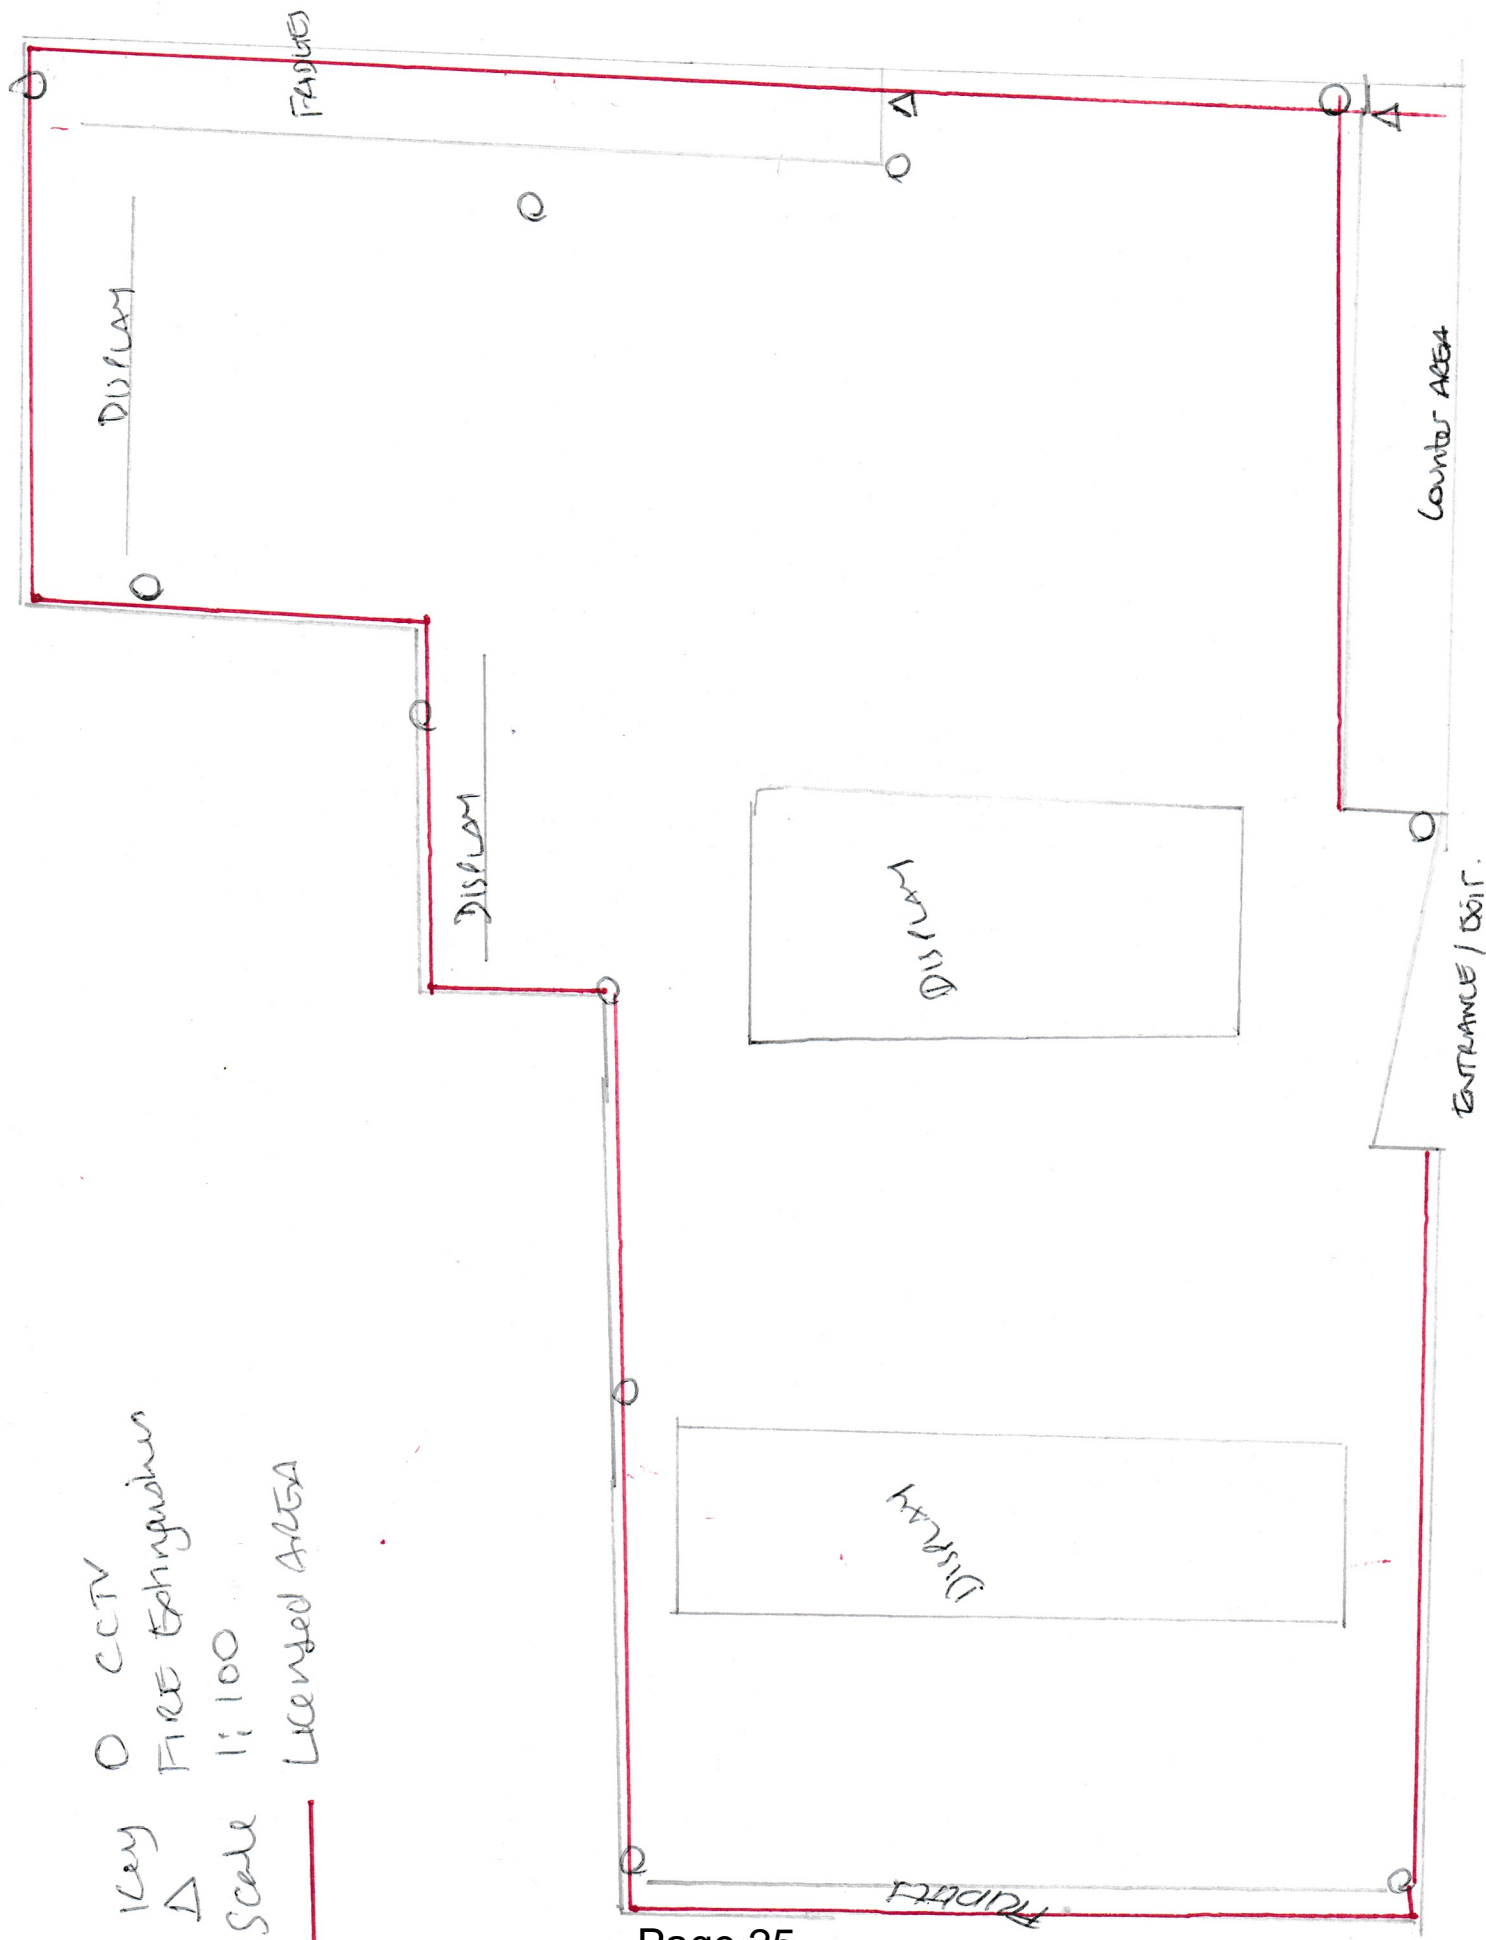 Key O CCTV
Δ FIRE Extinguisher
Scale 1:100
Licensed AREA
FRIDGES
DISPLAY
DISPLAY
DISPLAY
DISPLAY
Counter AREA
ENTRANCE / EXIT.
Page 25